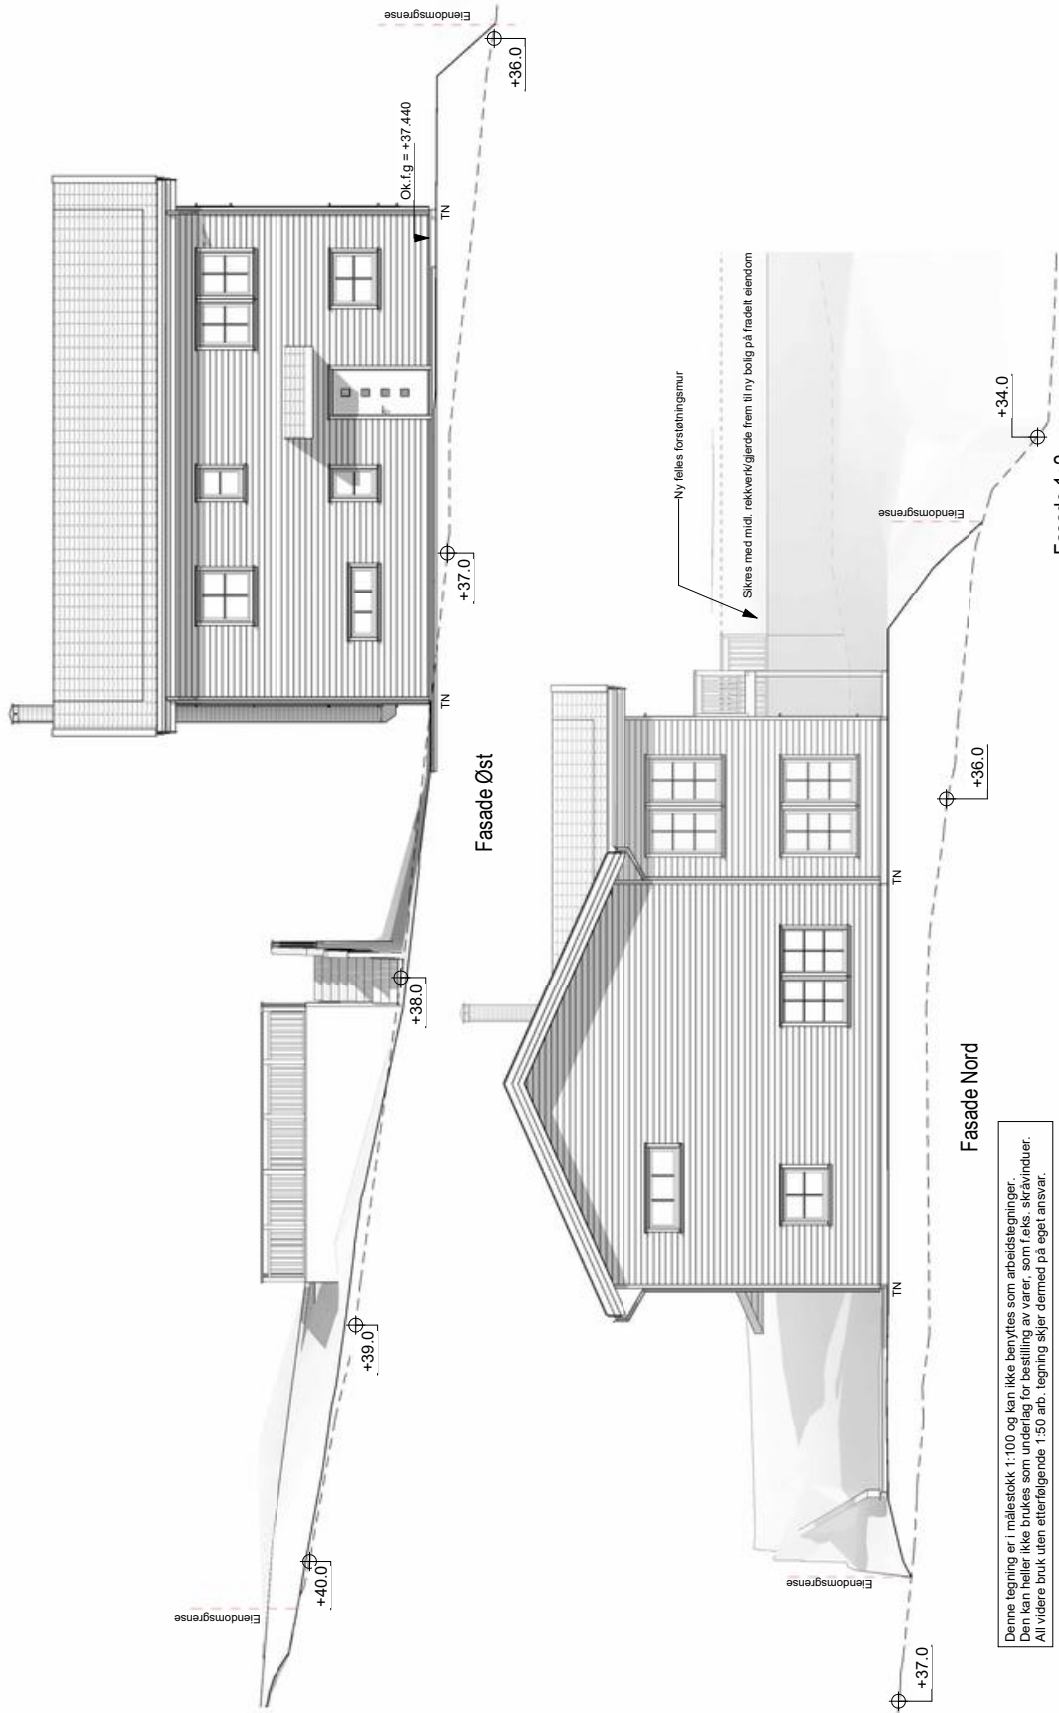 Eiendomsgrense
+40.0
+39.0
+38.0
TN
+37.0
TN
Ok.f.g = +37.440
+36.0
Eiendomsgrense
Fasade Øst
+37.0
Eiendomsgrense
TN
TN
+36.0
Ny felles forstøtningsmur
Sikres med midl. rekkverk/gjerde frem til ny bolig på fradelt eiendom
Eiendomsgrense
+34.0
Fasade Nord
Denne tegning er i målestokk 1:100 og kan ikke benyttes som arbeidstegninger.
Den kan heller ikke brukes som underlag for bestilling av varer, som f.eks. skråvinduer.
All videre bruk uten etterfølgende 1:50 arb. tegning skjer dermed på eget ansvar.